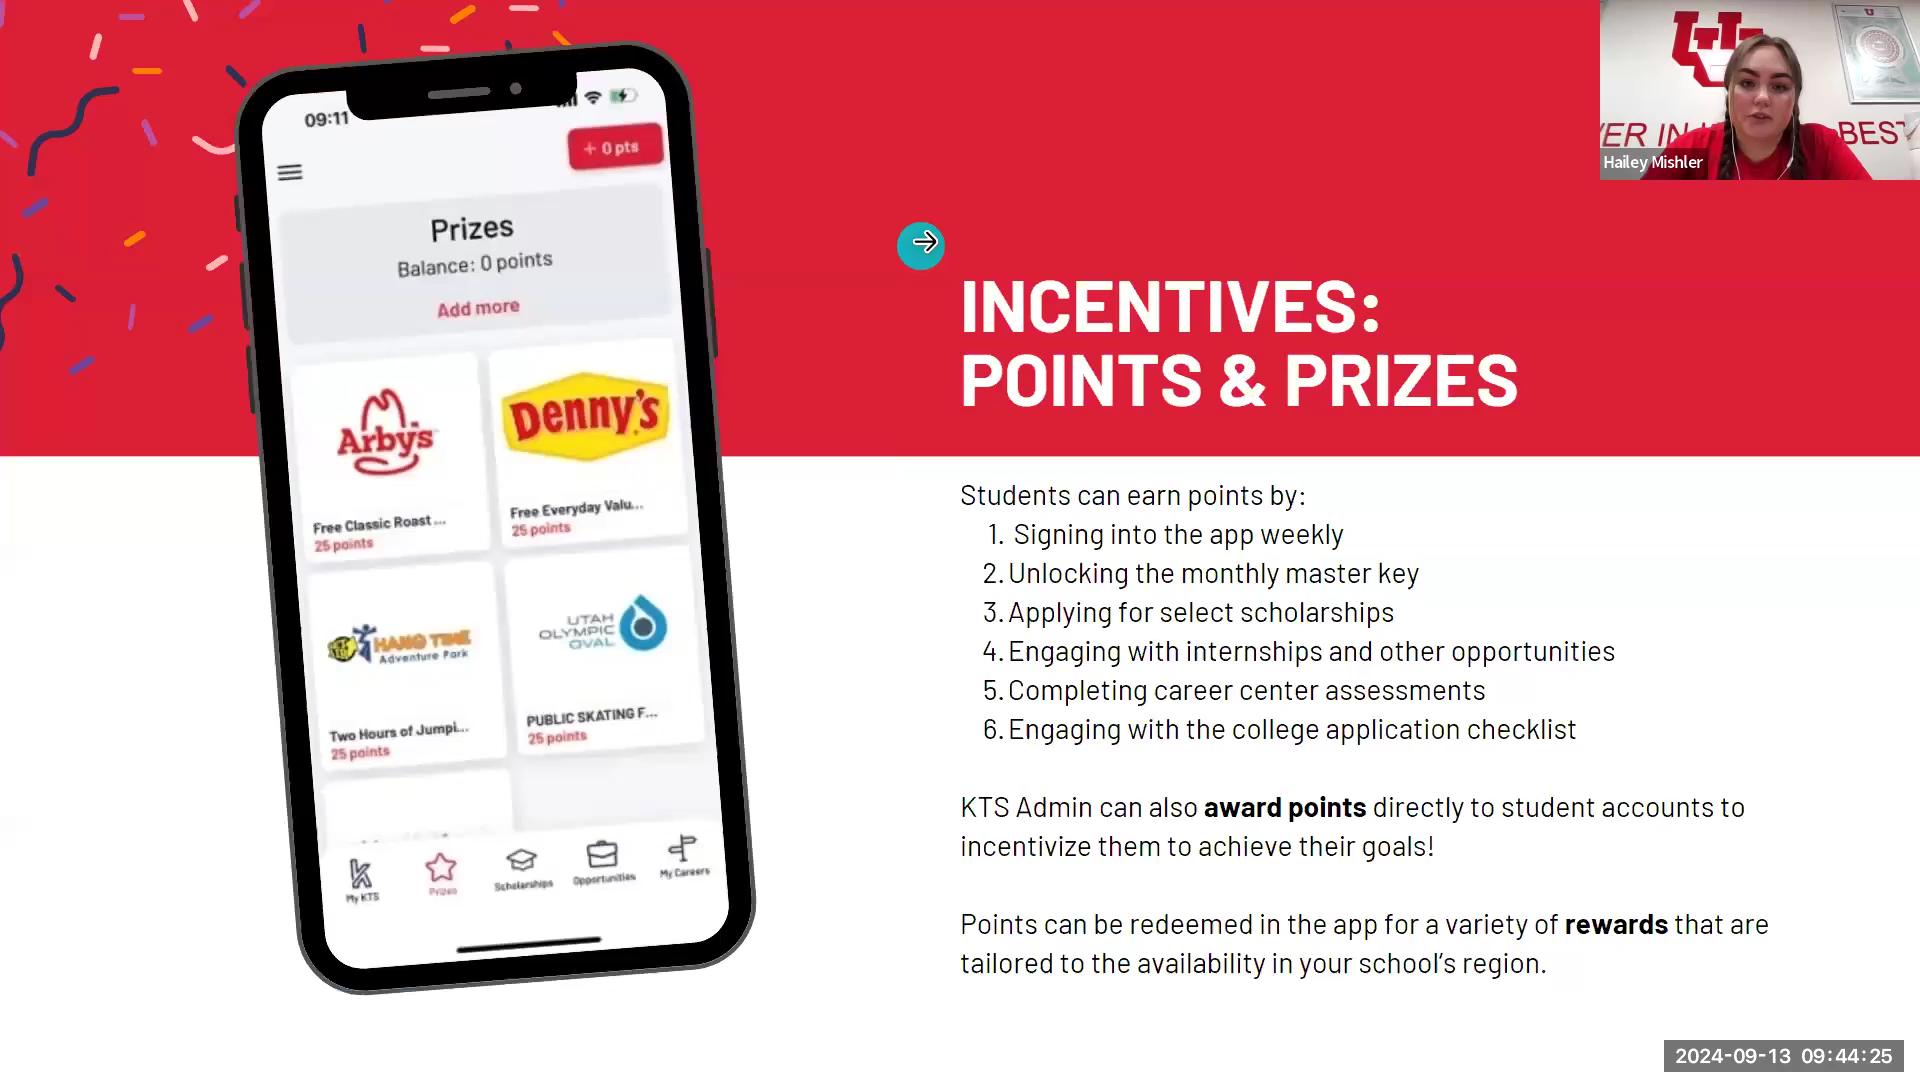 09:11
+ 0 pts
Prizes
Balance: 0 points
Add more
Arby's
Denny's
Free Classic Roast ...
25 points
Free Everyday Valu...
25 points
HANG TIME
Adventure Park
UTAH
OLYMPIC
OVAL
Two Hours of Jumpi...
25 points
PUBLIC SKATING F...
25 points
My KTS
Prizes
Scholarships
Opportunities
My Careers
U
BEST
Hailey Mishler
INCENTIVES:
POINTS & PRIZES
Students can earn points by:
1. Signing into the app weekly
2. Unlocking the monthly master key
3. Applying for select scholarships
4. Engaging with internships and other opportunities
5. Completing career center assessments
6. Engaging with the college application checklist
KTS Admin can also award points directly to student accounts to
incentivize them to achieve their goals!
Points can be redeemed in the app for a variety of rewards that are
tailored to the availability in your school's region.
2024-09-13 09:44:25